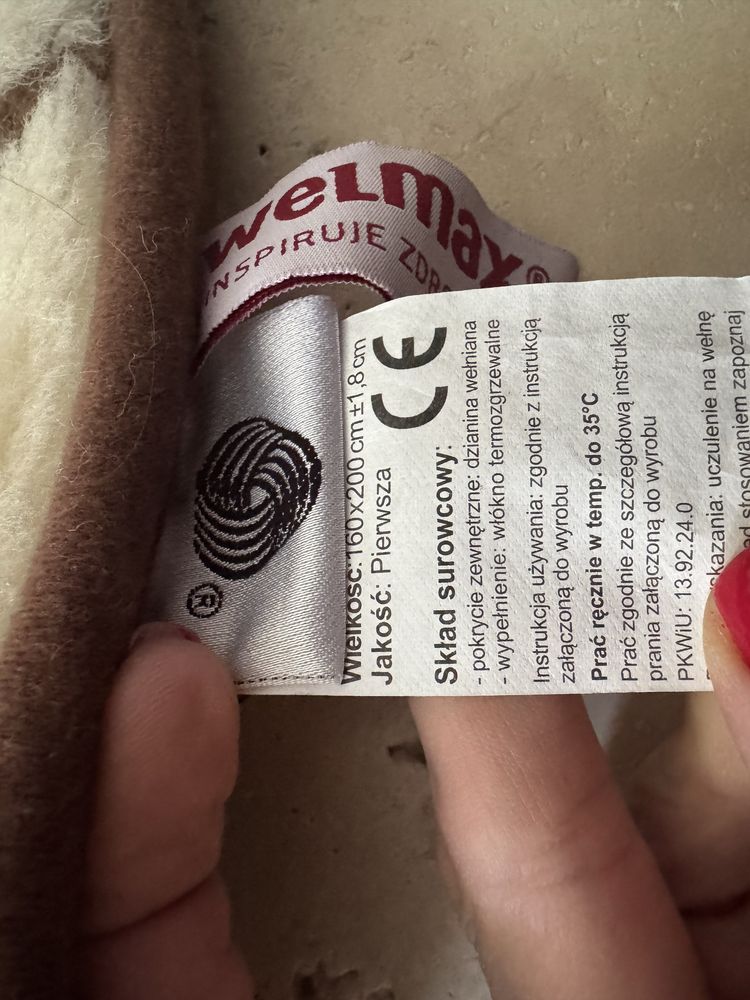 welmax®
INSPIRUJE
®
Wielkość: 160x200 cm ±1,8 cm
Jakość: Pierwsza
CE
Skład surowcowy:
- pokrycie zewnętrzne: dzianina wełniana
- wypełnienie: włókno termozgrzewalne
Instrukcja używania: zgodnie z instrukcją
załączoną do wyrobu
Prać ręcznie w temp. do 35°C
Prać zgodnie ze szczegółową instrukcją
prania załączoną do wyrobu
PKWiU: 13.92.24.0
uczulenie na wełnę
stosowaniem zapoznaj